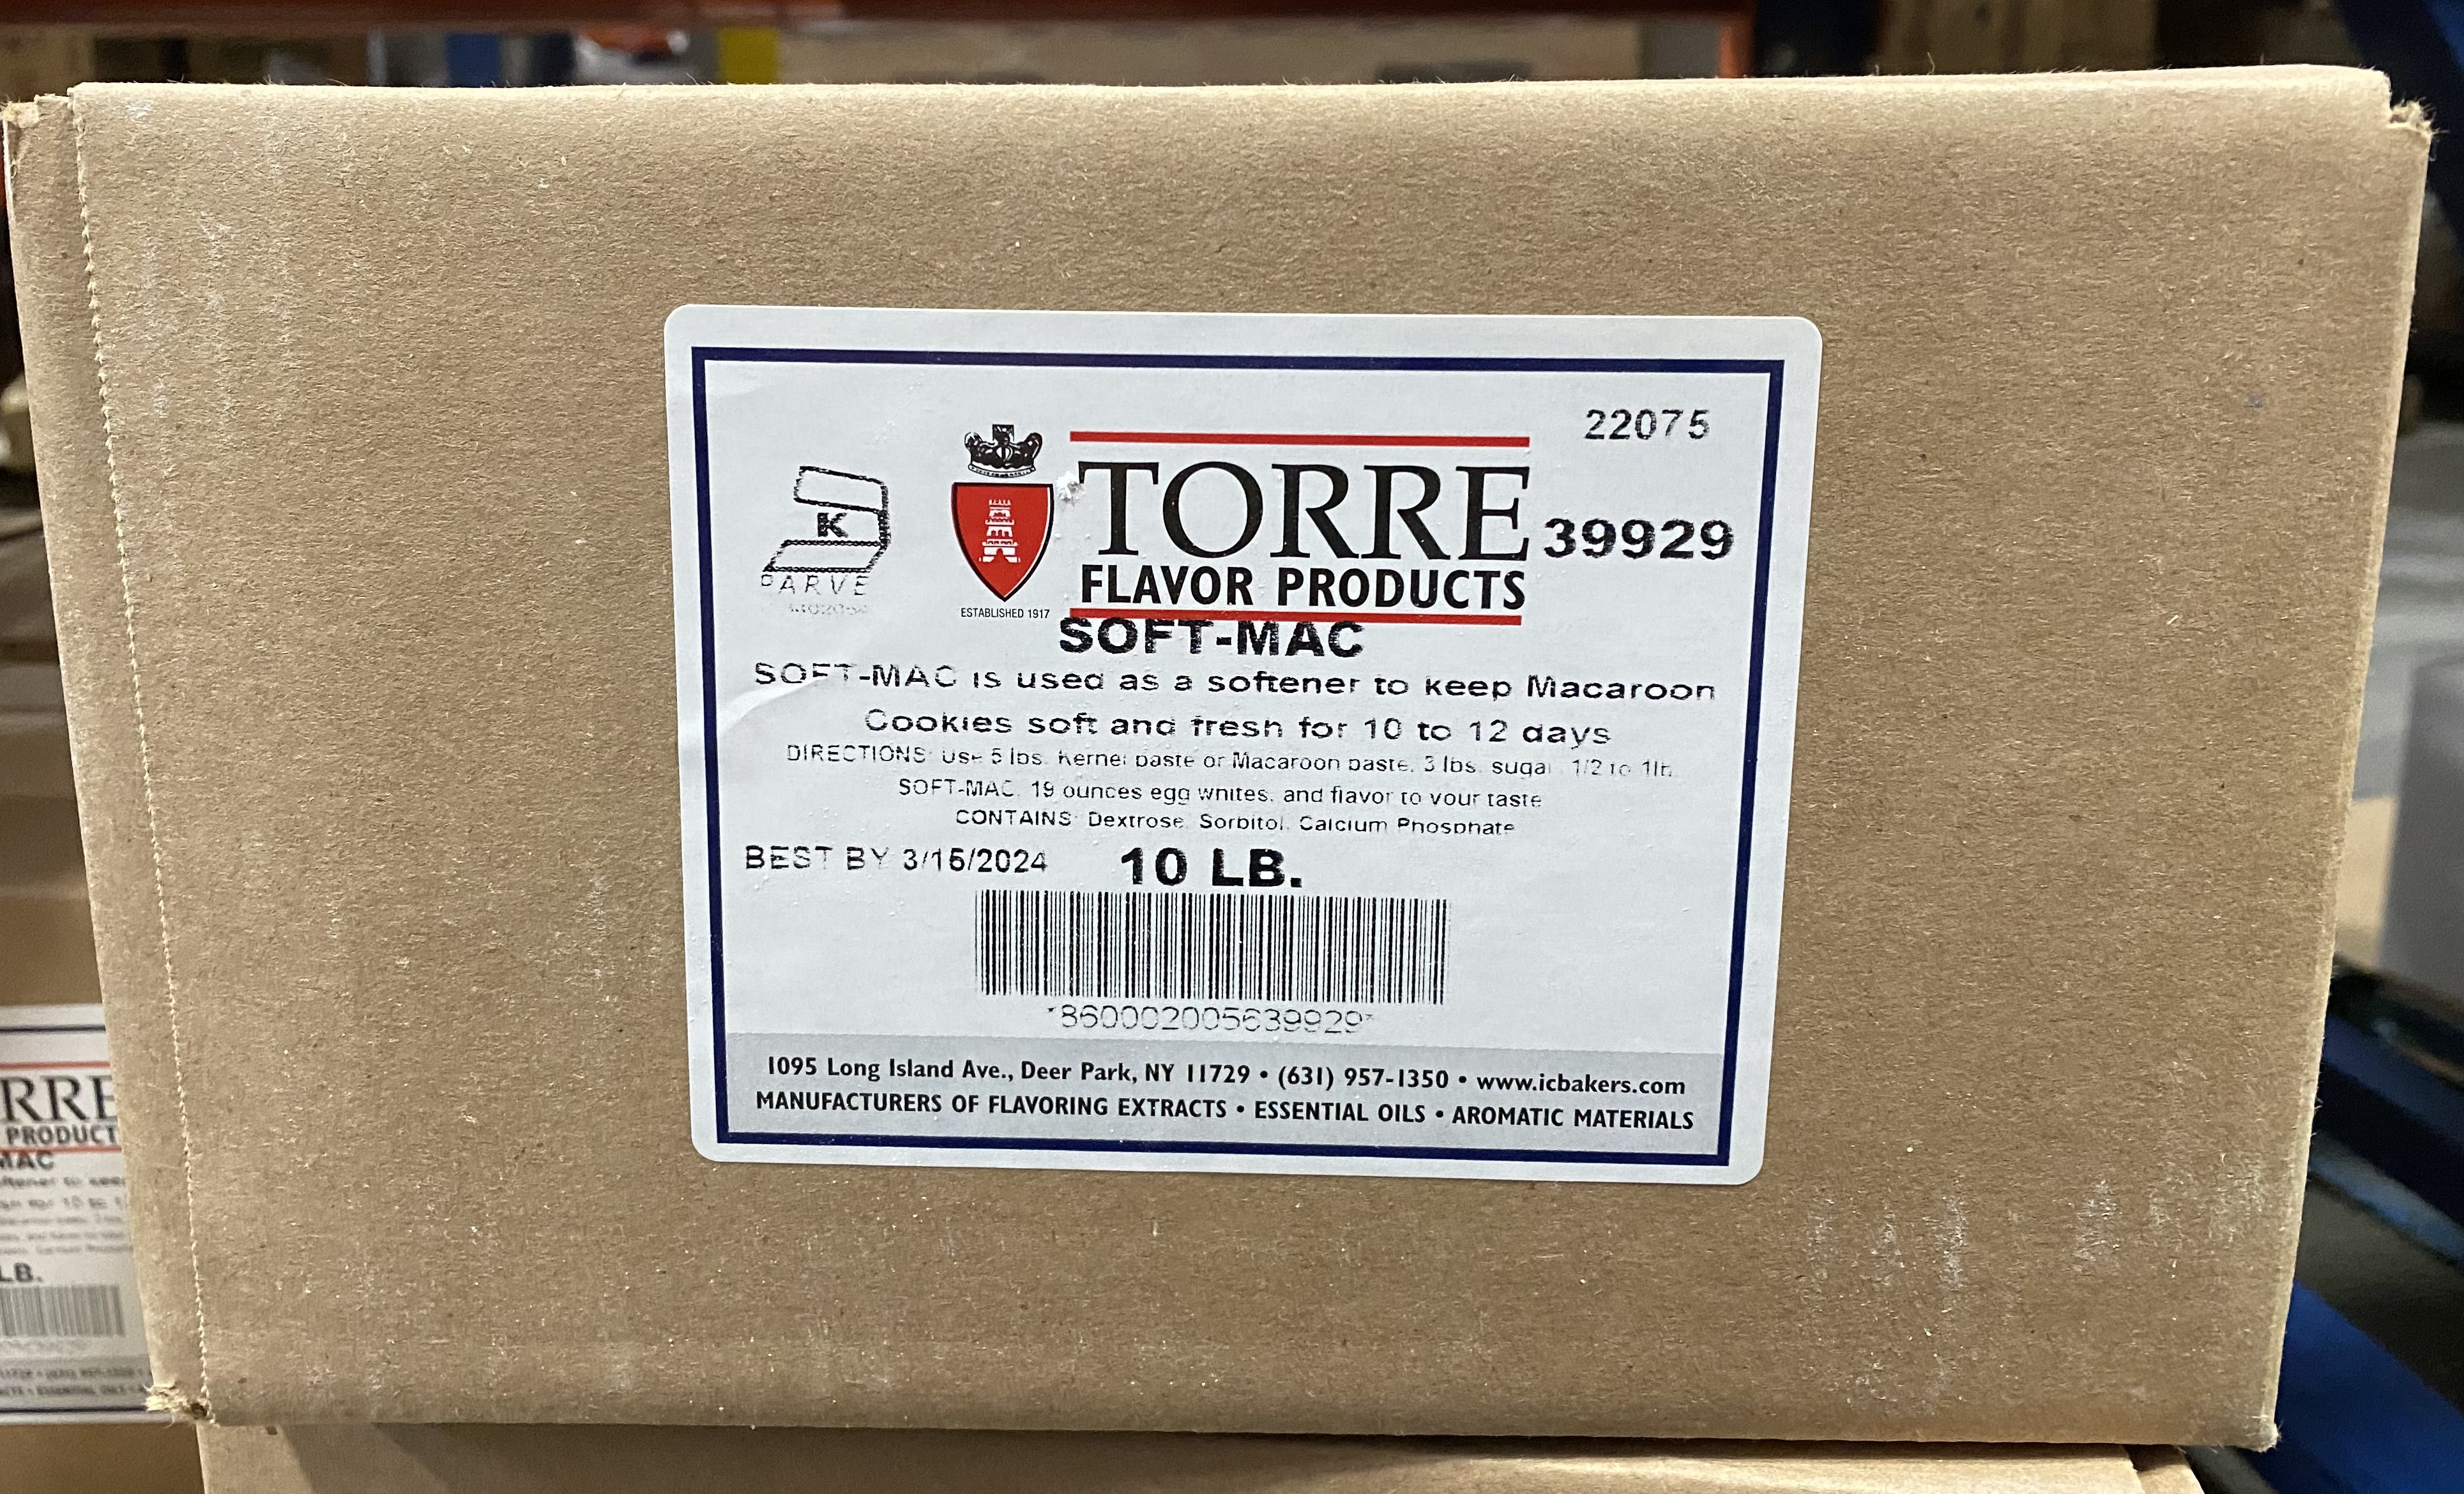 22075
K
PARVE
TORRE
39929
FLAVOR PRODUCTS
ESTABLISHED 1917
SOFT-MAC
SOFT-MAC is used as a softener to keep Macaroon
Cookies soft and fresh for 10 to 12 days
DIRECTIONS: Use 5 lbs. Kernel paste or Macaroon paste, 3 lbs. sugar, 1/2 to 1lb.
SOFT-MAC, 19 ounces egg whites, and flavor to your taste
CONTAINS: Dextrose, Sorbitol, Calcium Phosphate
BEST BY 3/15/2024 10 LB.
*860002005639929*
1095 Long Island Ave., Deer Park, NY 11729 • (631) 957-1350 • www.icbakers.com
MANUFACTURERS OF FLAVORING EXTRACTS • ESSENTIAL OILS • AROMATIC MATERIALS
RRE
PRODUCT
MAC
LB.